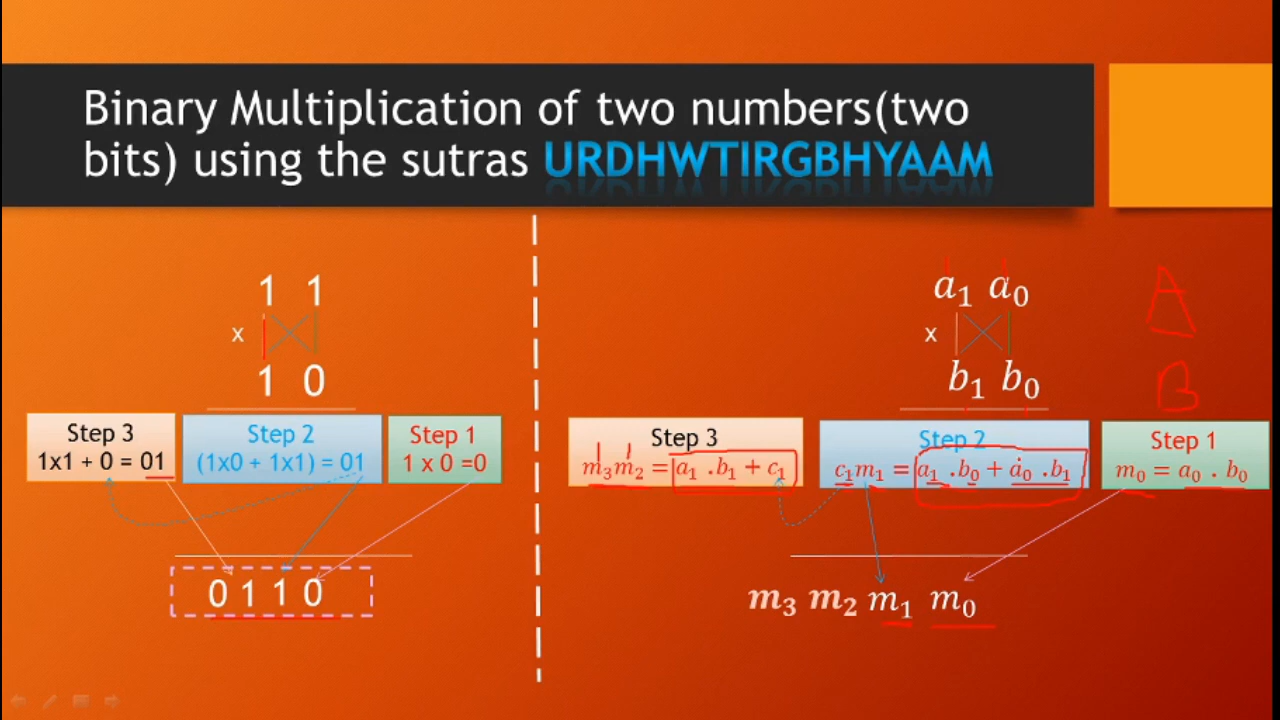 Binary Multiplication of two numbers(two
bits) using the sutras URDHWTIRGBHYAAM
1 1
x
1 0
Step 3
1x1 + 0 = 01
Step 2
(1x0 + 1x1) = 01
Step 1
1 x 0 =0
0 1 1 0
a₁ a₀
x
b₁ b₀
A
B
Step 3
m₃m₂ = a₁ .b₁ + c₁
Step 2
c₁m₁ = a₁ .b₀ + a₀ .b₁
Step 1
m₀ = a₀ . b₀
m₃ m₂ m₁ m₀